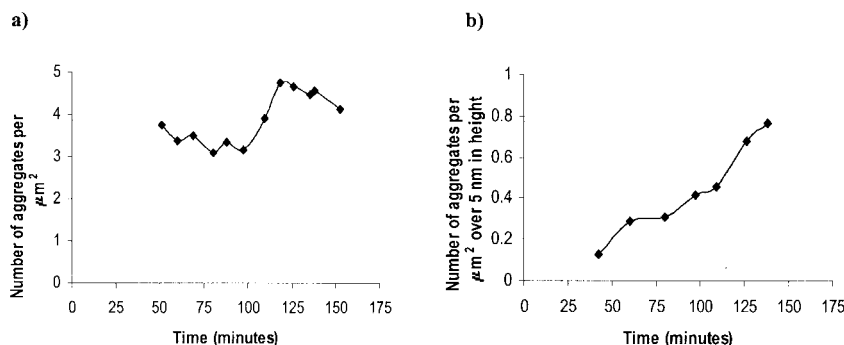 a)
Number of aggregates per
μm²
5
4
3
2
1
0
0 25 50 75 100 125 150 175
Time (minutes)
b)
Number of aggregates per
μm² over 5 nm in height
1
0.8
0.6
0.4
0.2
0
0 25 50 75 100 125 150 175
Time (minutes)